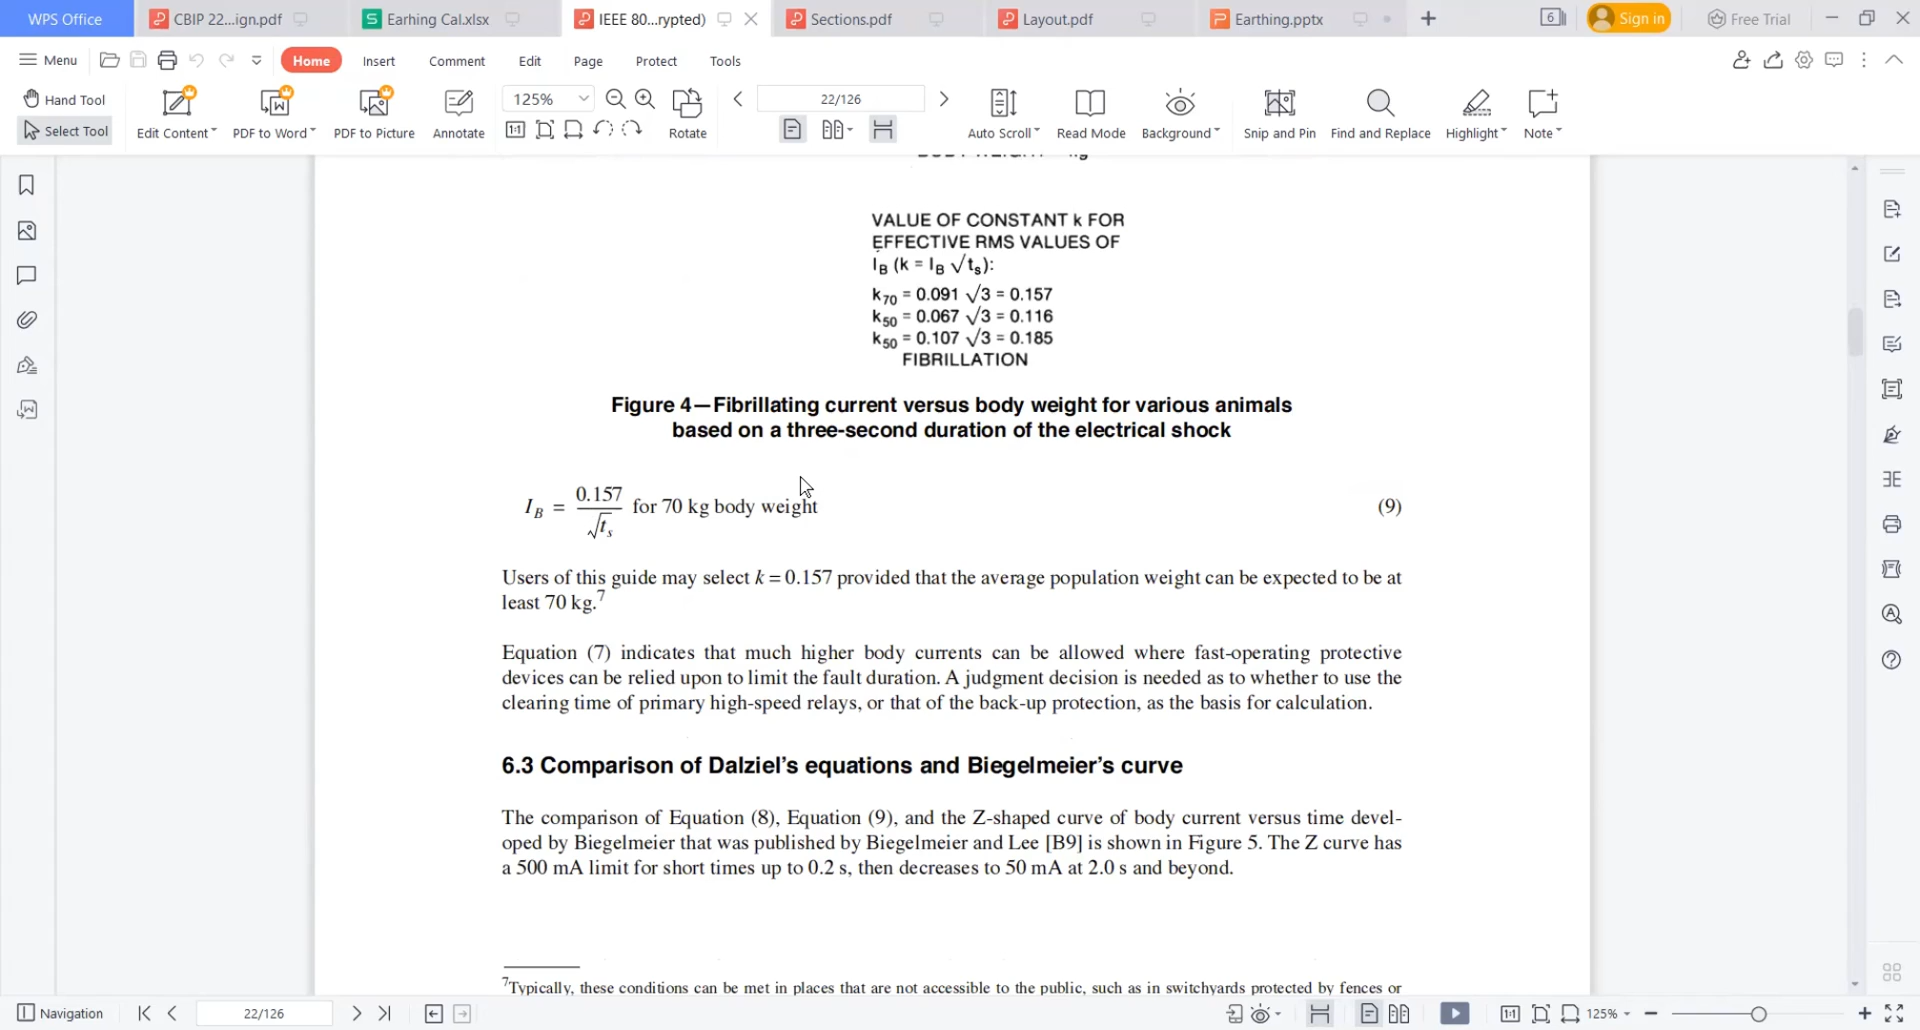 WPS Office
CBIP 22...ign.pdf
Earhing Cal.xlsx
IEEE 80...rypted)
Sections.pdf
Layout.pdf
Earthing.pptx
6
Sign in
Free Trial
Menu
Home
Insert
Comment
Edit
Page
Protect
Tools
Hand Tool
Select Tool
Edit Content
PDF to Word
PDF to Picture
Annotate
125%
1:1
Rotate
22/126
Auto Scroll
Read Mode
Background
Snip and Pin
Find and Replace
Highlight
Note
VALUE OF CONSTANT k FOR
EFFECTIVE RMS VALUES OF
I_B (k = I_B √t_s):
k_70 = 0.091 √3 = 0.157
k_50 = 0.067 √3 = 0.116
k_50 = 0.107 √3 = 0.185
FIBRILLATION
Figure 4—Fibrillating current versus body weight for various animals
based on a three-second duration of the electrical shock
I_B = 0.157/√t_s for 70 kg body weight (9)
Users of this guide may select k = 0.157 provided that the average population weight can be expected to be at
least 70 kg.7
Equation (7) indicates that much higher body currents can be allowed where fast-operating protective
devices can be relied upon to limit the fault duration. A judgment decision is needed as to whether to use the
clearing time of primary high-speed relays, or that of the back-up protection, as the basis for calculation.
6.3 Comparison of Dalziel's equations and Biegelmeier's curve
The comparison of Equation (8), Equation (9), and the Z-shaped curve of body current versus time devel-
oped by Biegelmeier that was published by Biegelmeier and Lee [B9] is shown in Figure 5. The Z curve has
a 500 mA limit for short times up to 0.2 s, then decreases to 50 mA at 2.0 s and beyond.
7Typically, these conditions can be met in places that are not accessible to the public, such as in switchyards protected by fences or
Navigation
22/126
1:1
125%